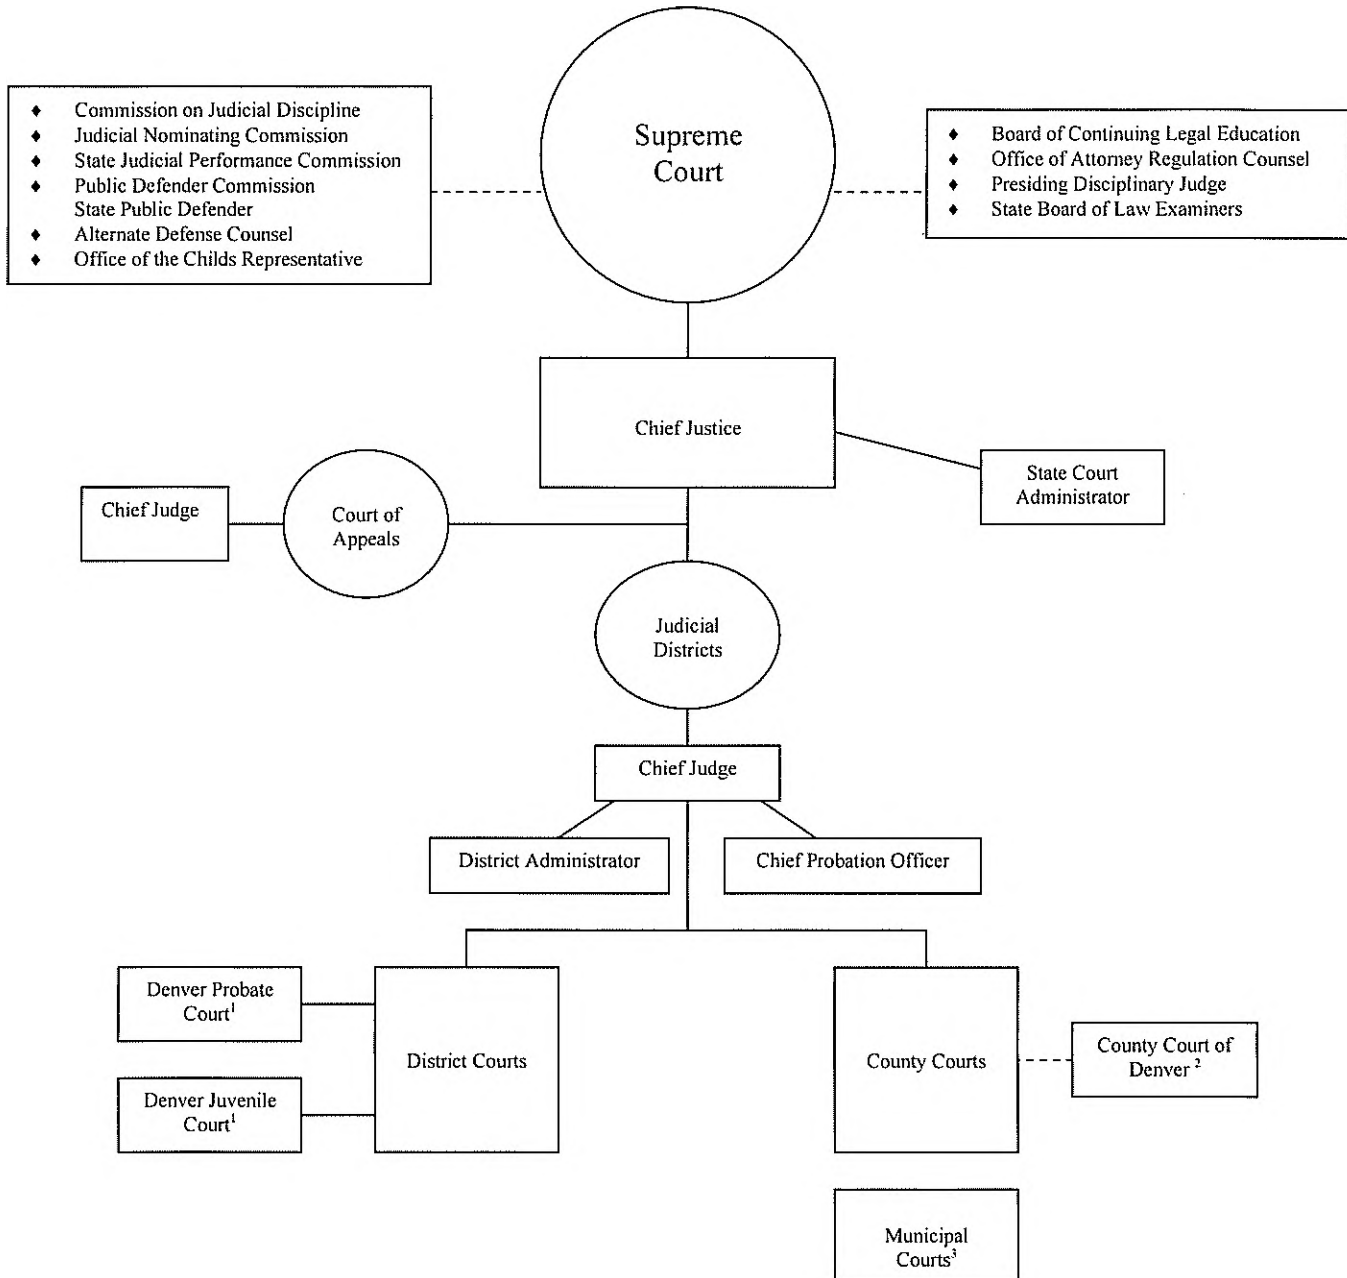 Supreme
Court
♦ Commission on Judicial Discipline
♦ Judicial Nominating Commission
♦ State Judicial Performance Commission
♦ Public Defender Commission
State Public Defender
♦ Alternate Defense Counsel
♦ Office of the Childs Representative
♦ Board of Continuing Legal Education
♦ Office of Attorney Regulation Counsel
♦ Presiding Disciplinary Judge
♦ State Board of Law Examiners
Chief Justice
State Court
Administrator
Chief Judge
Court of
Appeals
Judicial
Districts
Chief Judge
District Administrator
Chief Probation Officer
Denver Probate
Court¹
Denver Juvenile
Court¹
District Courts
County Courts
County Court of
Denver ²
Municipal
Courts³